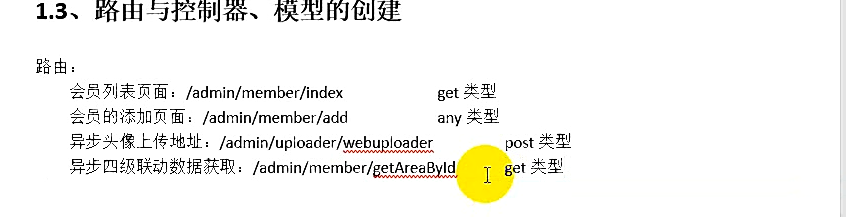 1.3、路由与控制器、模型的创建
路由：
会员列表页面：/admin/member/index get 类型
会员的添加页面：/admin/member/add any 类型
异步头像上传地址：/admin/uploader/webuploader post 类型
异步四级联动数据获取：/admin/member/getAreaById get 类型